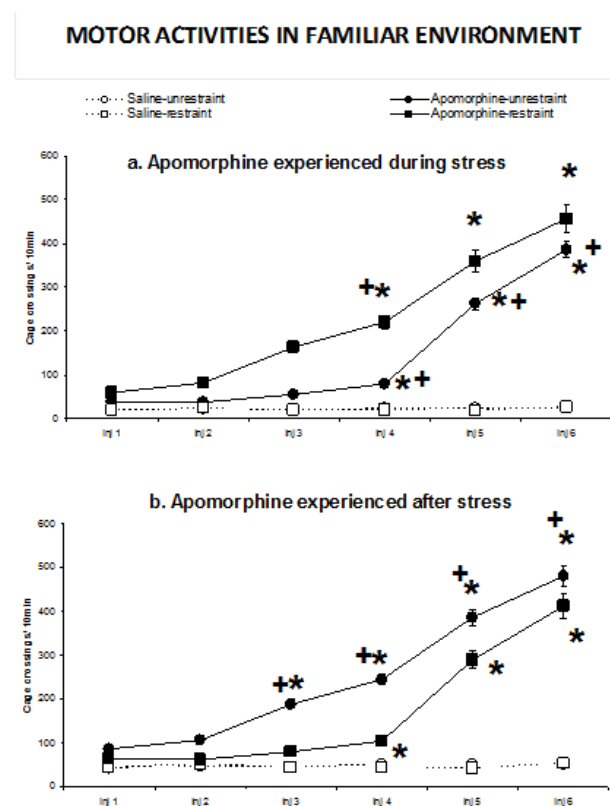 MOTOR ACTIVITIES IN FAMILIAR ENVIRONMENT
Saline-unrestraint
Apomorphine-unrestraint
Saline-restraint
Apomorphine-restraint
a. Apomorphine experienced during stress
Cage crossings/ 10min
600
500
400
300
200
100
0
*
*
+*
*+
*+
*+
Inj 1
Inj 2
Inj 3
Inj 4
Inj 5
Inj 6
b. Apomorphine experienced after stress
Cage crossings/ 10min
600
500
400
300
200
100
0
+*
+*
+*
+*
*
*
*
Inj 1
Inj 2
Inj 3
Inj 4
Inj 5
Inj 6